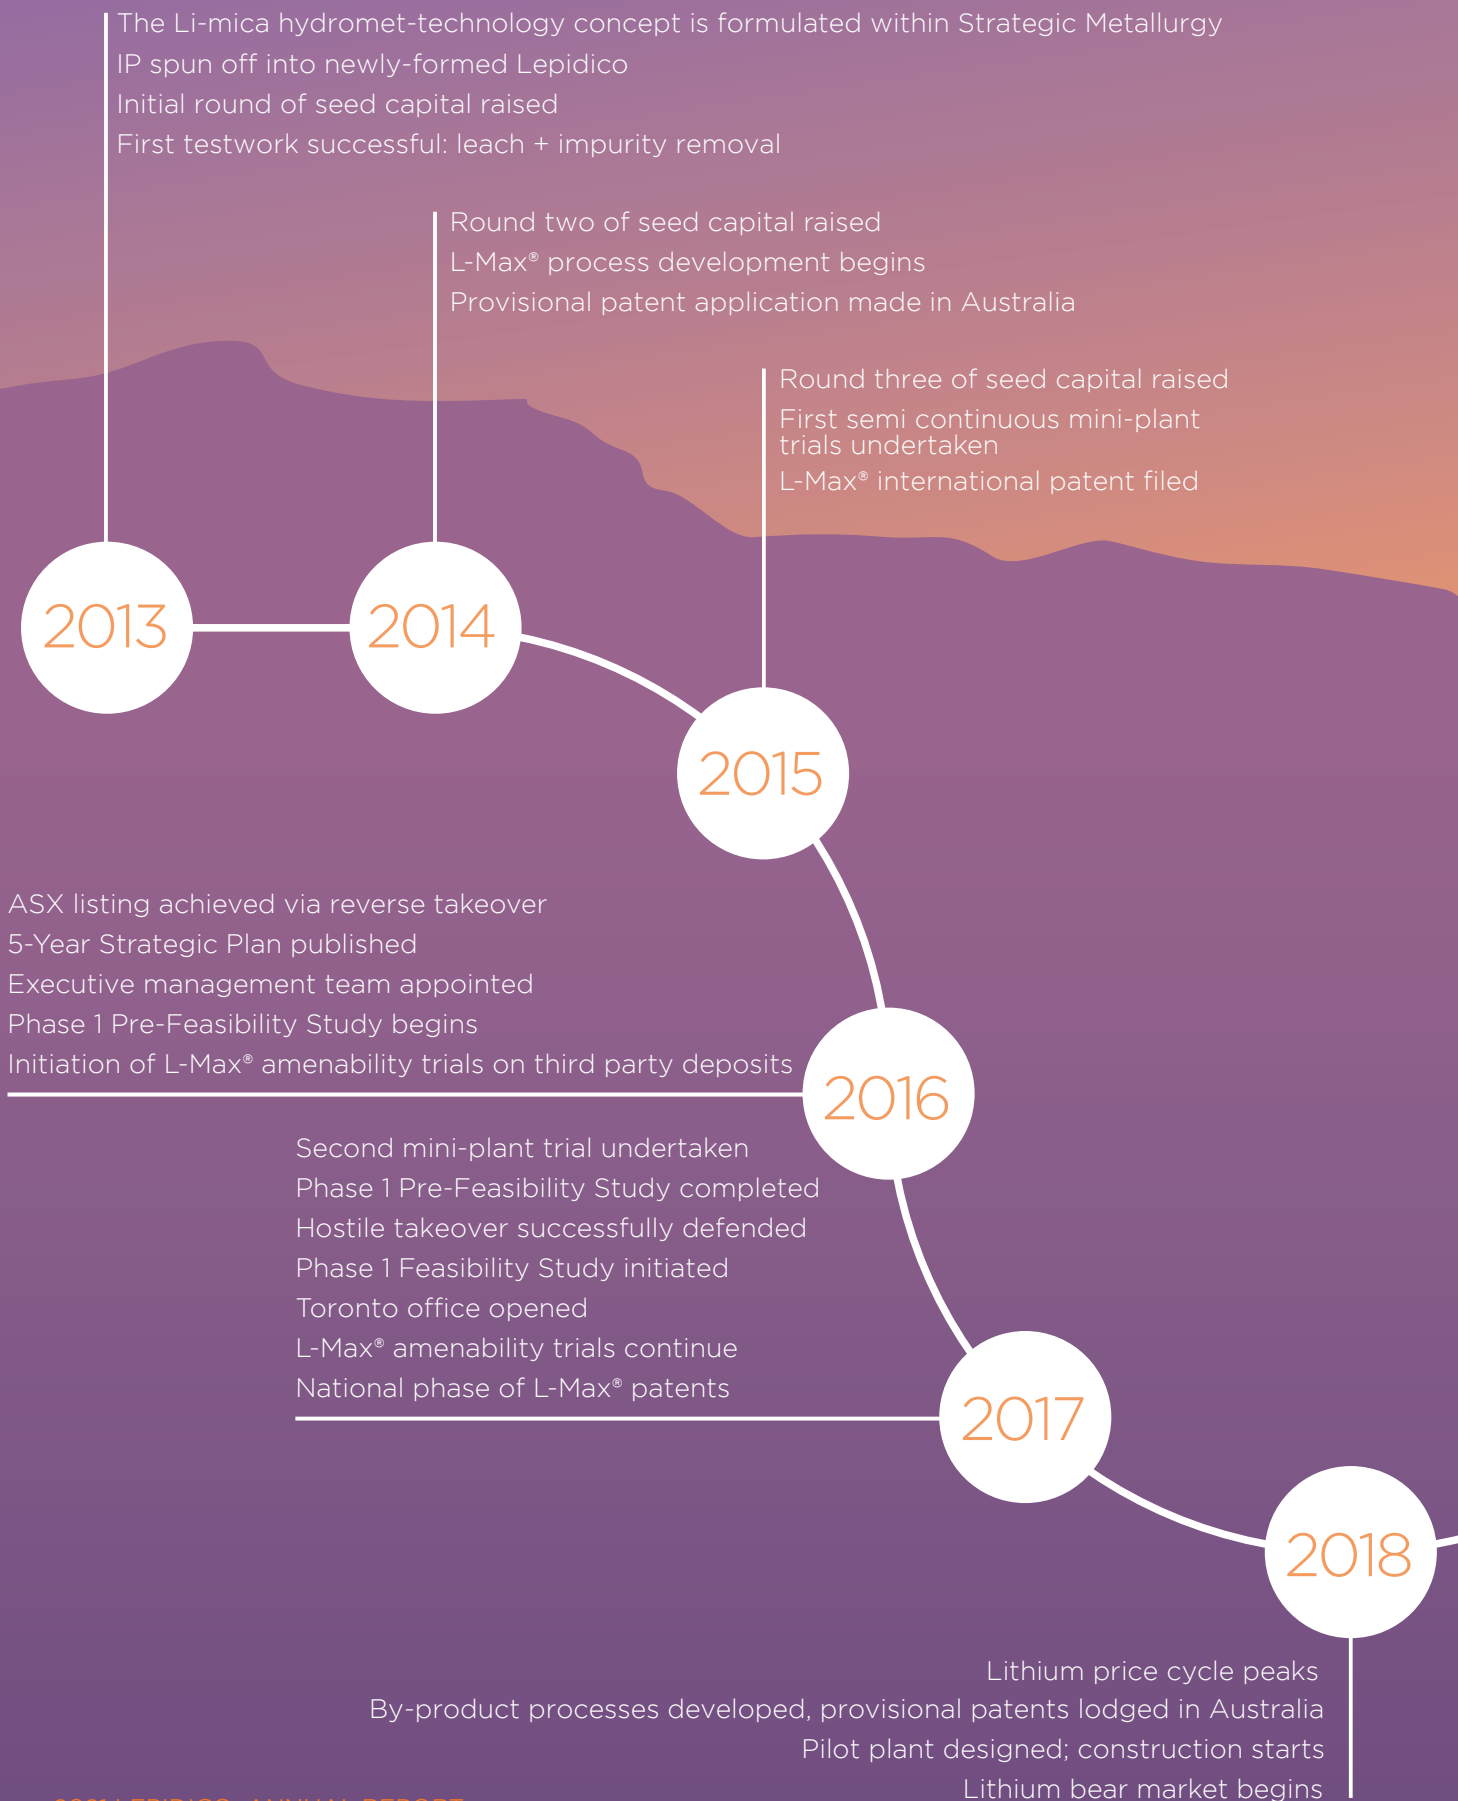 The Li-mica hydromet-technology concept is formulated within Strategic Metallurgy
IP spun off into newly-formed Lepidico
Initial round of seed capital raised
First testwork successful: leach + impurity removal
Round two of seed capital raised
L-Max® process development begins
Provisional patent application made in Australia
Round three of seed capital raised
First semi continuous mini-plant
trials undertaken
L-Max® international patent filed
2013
2014
2015
ASX listing achieved via reverse takeover
5-Year Strategic Plan published
Executive management team appointed
Phase 1 Pre-Feasibility Study begins
Initiation of L-Max® amenability trials on third party deposits
2016
Second mini-plant trial undertaken
Phase 1 Pre-Feasibility Study completed
Hostile takeover successfully defended
Phase 1 Feasibility Study initiated
Toronto office opened
L-Max® amenability trials continue
National phase of L-Max® patents
2017
2018
Lithium price cycle peaks
By-product processes developed, provisional patents lodged in Australia
Pilot plant designed; construction starts
Lithium bear market begins
2021 LEPIDICO ANNUAL REPORT